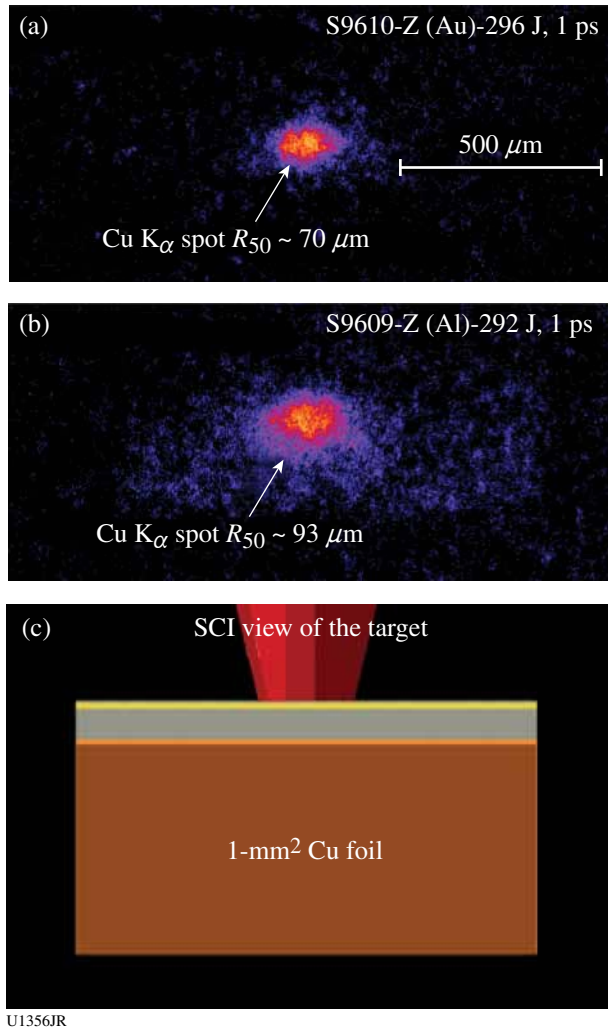 (a) S9610-Z (Au)-296 J, 1 ps
500 μm
Cu Kα spot R50 ~ 70 μm
(b) S9609-Z (Al)-292 J, 1 ps
Cu Kα spot R50 ~ 93 μm
(c) SCI view of the target
1-mm² Cu foil
U1356JR